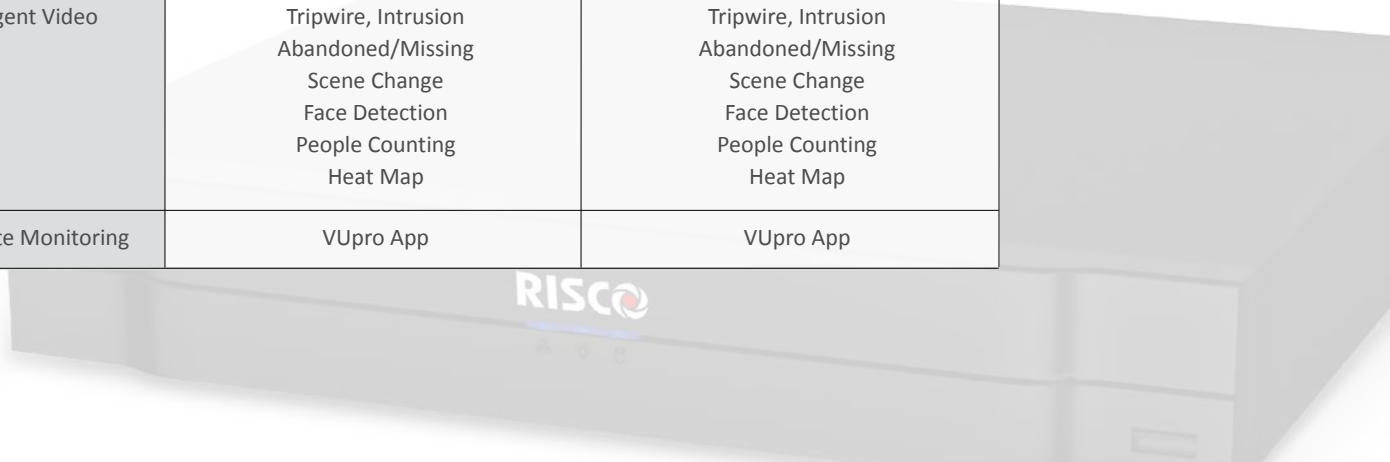 gent Video
Tripwire, Intrusion
Abandoned/Missing
Scene Change
Face Detection
People Counting
Heat Map
Tripwire, Intrusion
Abandoned/Missing
Scene Change
Face Detection
People Counting
Heat Map
te Monitoring
VUpro App
VUpro App
RISCO